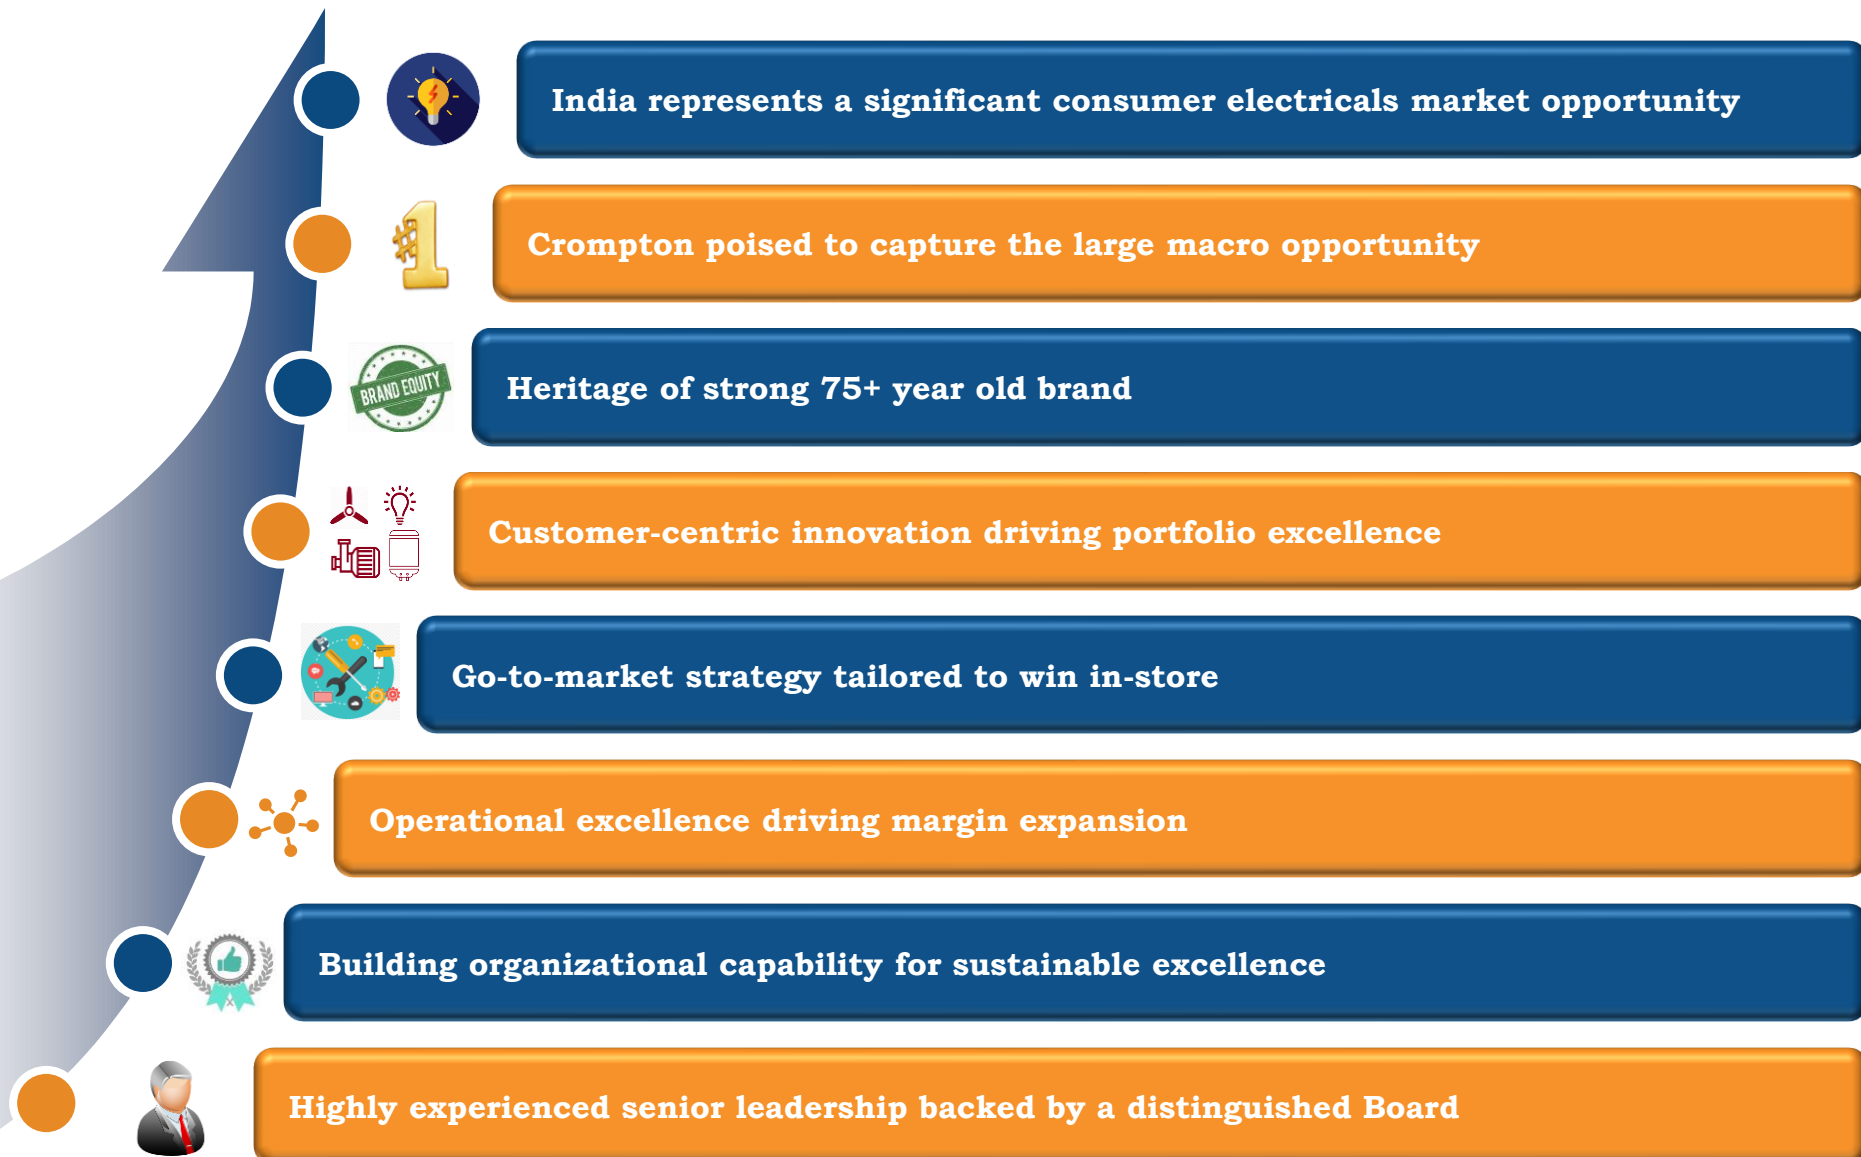 India represents a significant consumer electricals market opportunity
#1
Crompton poised to capture the large macro opportunity
BRAND EQUITY
Heritage of strong 75+ year old brand
Customer-centric innovation driving portfolio excellence
Go-to-market strategy tailored to win in-store
Operational excellence driving margin expansion
Building organizational capability for sustainable excellence
Highly experienced senior leadership backed by a distinguished Board